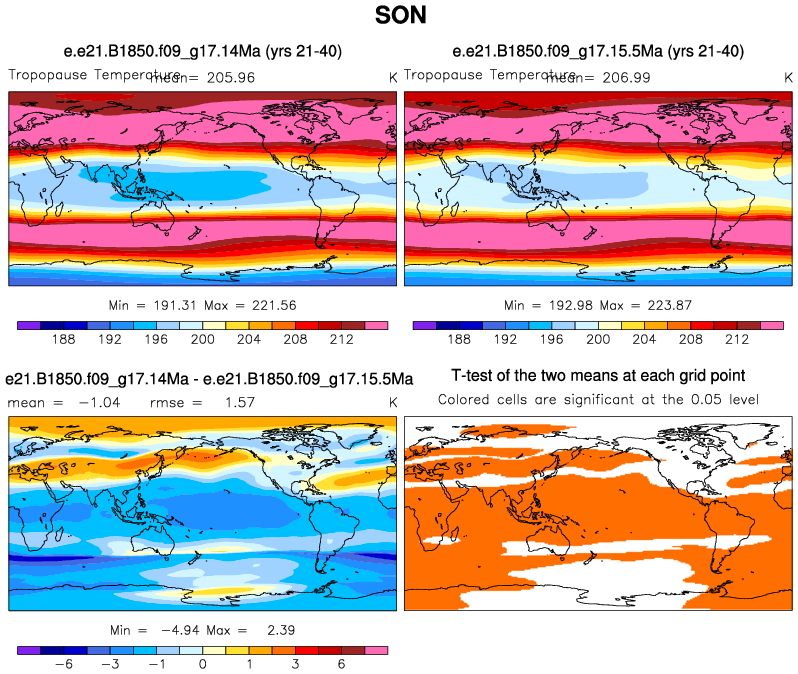 SON
e.e21.B1850.f09_g17.14Ma (yrs 21-40)
Tropopause Temperature mean= 205.96 K
e.e21.B1850.f09_g17.15.5Ma (yrs 21-40)
Tropopause Temperature mean= 206.99 K
Min = 191.31 Max = 221.56
188 192 196 200 204 208 212
Min = 192.98 Max = 223.87
188 192 196 200 204 208 212
e21.B1850.f09_g17.14Ma - e.e21.B1850.f09_g17.15.5Ma
mean = -1.04 rmse = 1.57 K
T-test of the two means at each grid point
Colored cells are significant at the 0.05 level
Min = -4.94 Max = 2.39
-6 -3 -1 0 1 3 6